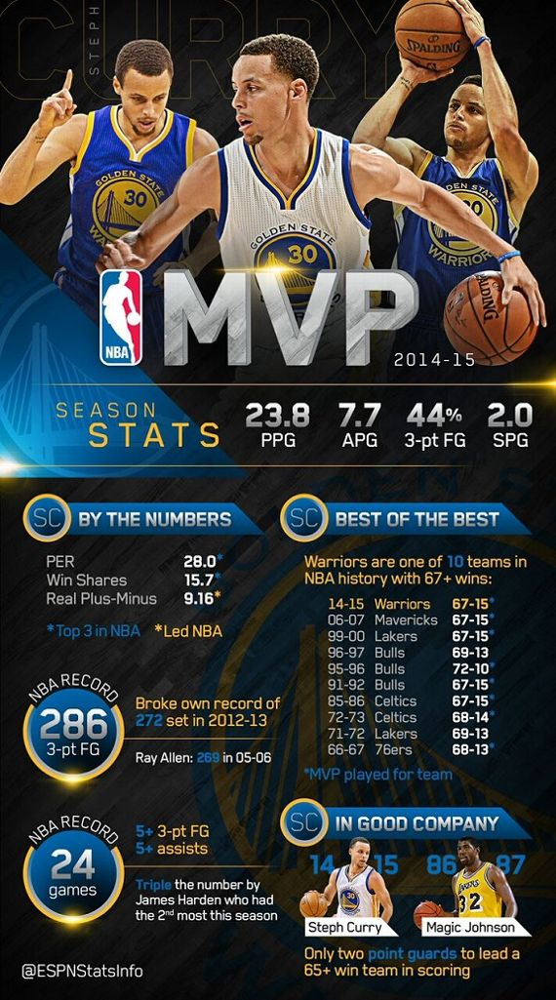 STEPH
CURRY
SPALDING
GOLDEN STATE
30
WARRIORS
GOLDEN STATE
30
GOLDEN STATE
30
WARRIORS
SPALDING
NBA
MVP
2014-15
SEASON
STATS
23.8
PPG
7.7
APG
44%
3-pt FG
2.0
SPG
SC BY THE NUMBERS
PER 28.0*
Win Shares 15.7*
Real Plus-Minus 9.16*
*Top 3 in NBA *Led NBA
NBA RECORD
286
3-pt FG
Broke own record of
272 set in 2012-13
Ray Allen: 269 in 05-06
NBA RECORD
24
games
5+ 3-pt FG
5+ assists
Triple the number by
James Harden who had
the 2nd most this season
SC BEST OF THE BEST
Warriors are one of 10 teams in
NBA history with 67+ wins:
14-15 Warriors 67-15*
06-07 Mavericks 67-15*
99-00 Lakers 67-15*
96-97 Bulls 69-13
95-96 Bulls 72-10*
91-92 Bulls 67-15*
85-86 Celtics 67-15*
72-73 Celtics 68-14*
71-72 Lakers 69-13
66-67 76ers 68-13*
*MVP played for team
SC IN GOOD COMPANY
14 15
30
Steph Curry
86 87
LAKERS
32
Magic Johnson
Only two point guards to lead a
65+ win team in scoring
@ESPNStatsInfo